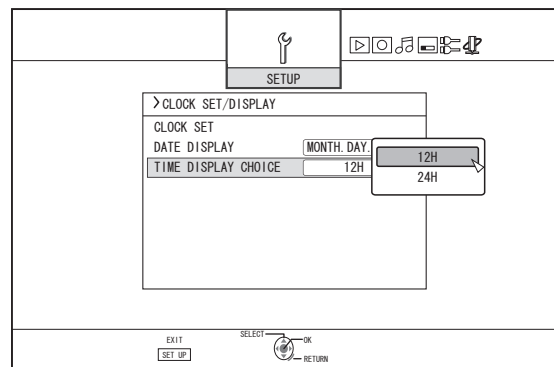 SETUP
>CLOCK SET/DISPLAY
CLOCK SET
DATE DISPLAY MONTH.DAY.
TIME DISPLAY CHOICE 12H
12H
24H
EXIT
SET UP
SELECT
OK
RETURN